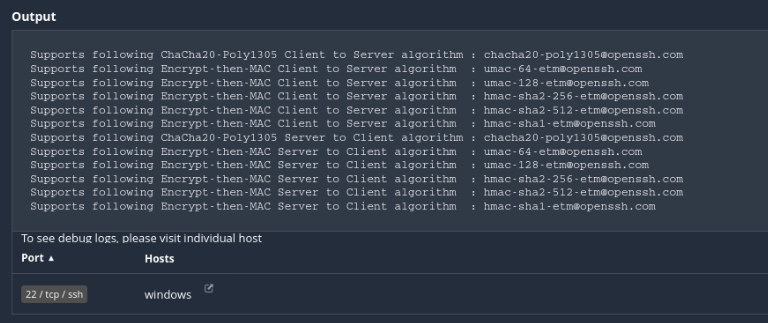 Output
Supports following ChaCha20-Poly1305 Client to Server algorithm : chacha20-poly1305@openssh.com
Supports following Encrypt-then-MAC Client to Server algorithm : umac-64-etm@openssh.com
Supports following Encrypt-then-MAC Client to Server algorithm : umac-128-etm@openssh.com
Supports following Encrypt-then-MAC Client to Server algorithm : hmac-sha2-256-etm@openssh.com
Supports following Encrypt-then-MAC Client to Server algorithm : hmac-sha2-512-etm@openssh.com
Supports following Encrypt-then-MAC Client to Server algorithm : hmac-sha1-etm@openssh.com
Supports following ChaCha20-Poly1305 Server to Client algorithm : chacha20-poly1305@openssh.com
Supports following Encrypt-then-MAC Server to Client algorithm : umac-64-etm@openssh.com
Supports following Encrypt-then-MAC Server to Client algorithm : umac-128-etm@openssh.com
Supports following Encrypt-then-MAC Server to Client algorithm : hmac-sha2-256-etm@openssh.com
Supports following Encrypt-then-MAC Server to Client algorithm : hmac-sha2-512-etm@openssh.com
Supports following Encrypt-then-MAC Server to Client algorithm : hmac-sha1-etm@openssh.com
To see debug logs, please visit individual host
Port ▲ Hosts
22 / tcp / ssh windows